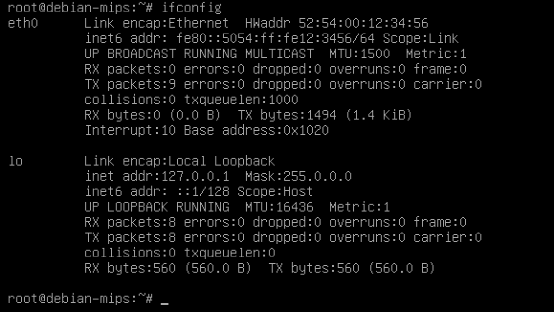 root@debian-mips:~# ifconfig
eth0      Link encap:Ethernet  HWaddr 52:54:00:12:34:56
          inet6 addr: fe80::5054:ff:fe12:3456/64 Scope:Link
          UP BROADCAST RUNNING MULTICAST  MTU:1500  Metric:1
          RX packets:0 errors:0 dropped:0 overruns:0 frame:0
          TX packets:9 errors:0 dropped:0 overruns:0 carrier:0
          collisions:0 txqueuelen:1000
          RX bytes:0 (0.0 B)  TX bytes:1494 (1.4 KiB)
          Interrupt:10 Base address:0x1020

lo        Link encap:Local Loopback
          inet addr:127.0.0.1  Mask:255.0.0.0
          inet6 addr: ::1/128 Scope:Host
          UP LOOPBACK RUNNING  MTU:16436  Metric:1
          RX packets:8 errors:0 dropped:0 overruns:0 frame:0
          TX packets:8 errors:0 dropped:0 overruns:0 carrier:0
          collisions:0 txqueuelen:0
          RX bytes:560 (560.0 B)  TX bytes:560 (560.0 B)

root@debian-mips:~# _